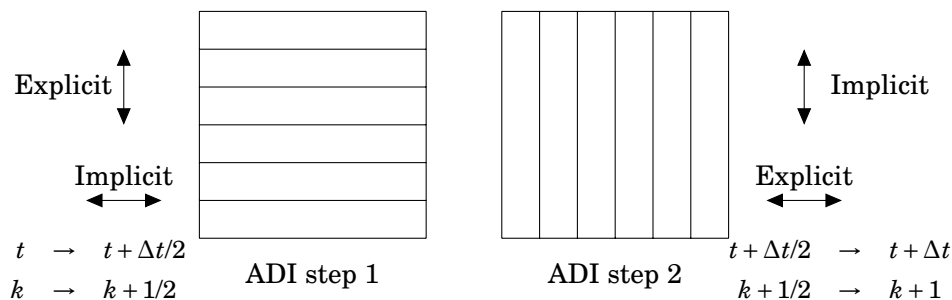 Explicit
Implicit
Implicit
Explicit
t → t + Δt/2
k → k + 1/2
ADI step 1
ADI step 2
t + Δt/2 → t + Δt
k + 1/2 → k + 1